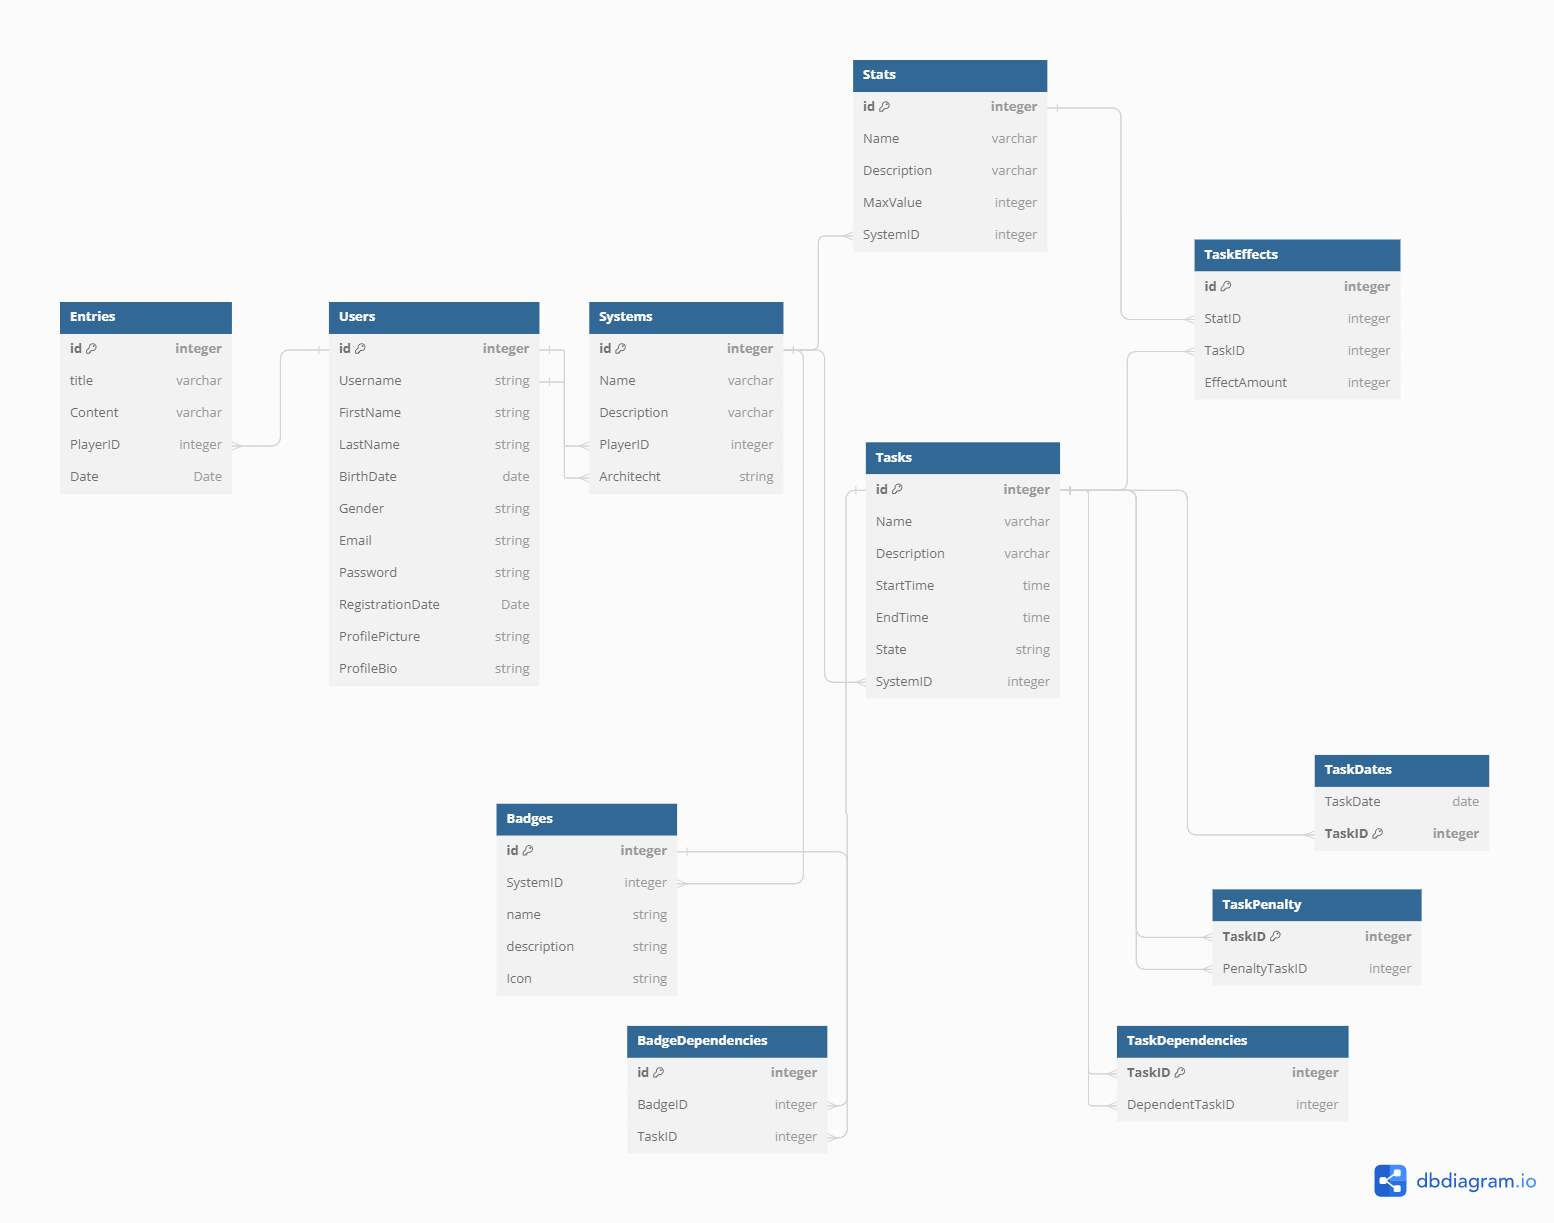 Stats
id integer
Name varchar
Description varchar
MaxValue integer
SystemID integer
TaskEffects
id integer
StatID integer
TaskID integer
EffectAmount integer
Entries
id integer
title varchar
Content varchar
PlayerID integer
Date Date
Users
id integer
Username string
FirstName string
LastName string
BirthDate date
Gender string
Email string
Password string
RegistrationDate Date
ProfilePicture string
ProfileBio string
Systems
id integer
Name varchar
Description varchar
PlayerID integer
Architecht string
Tasks
id integer
Name varchar
Description varchar
StartTime time
EndTime time
State string
SystemID integer
TaskDates
TaskDate date
TaskID integer
Badges
id integer
SystemID integer
name string
description string
Icon string
TaskPenalty
TaskID integer
PenaltyTaskID integer
BadgeDependencies
id integer
BadgeID integer
TaskID integer
TaskDependencies
TaskID integer
DependentTaskID integer
dbdiagram.io